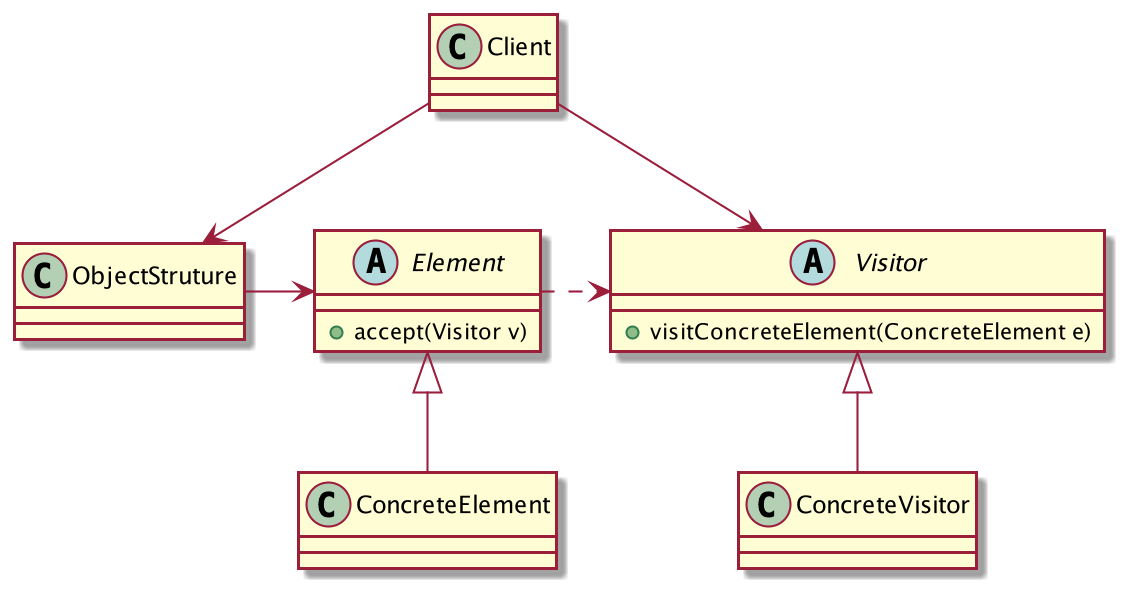 C Client
C ObjectStruture
A Element
accept(Visitor v)
A Visitor
visitConcreteElement(ConcreteElement e)
C ConcreteElement
C ConcreteVisitor